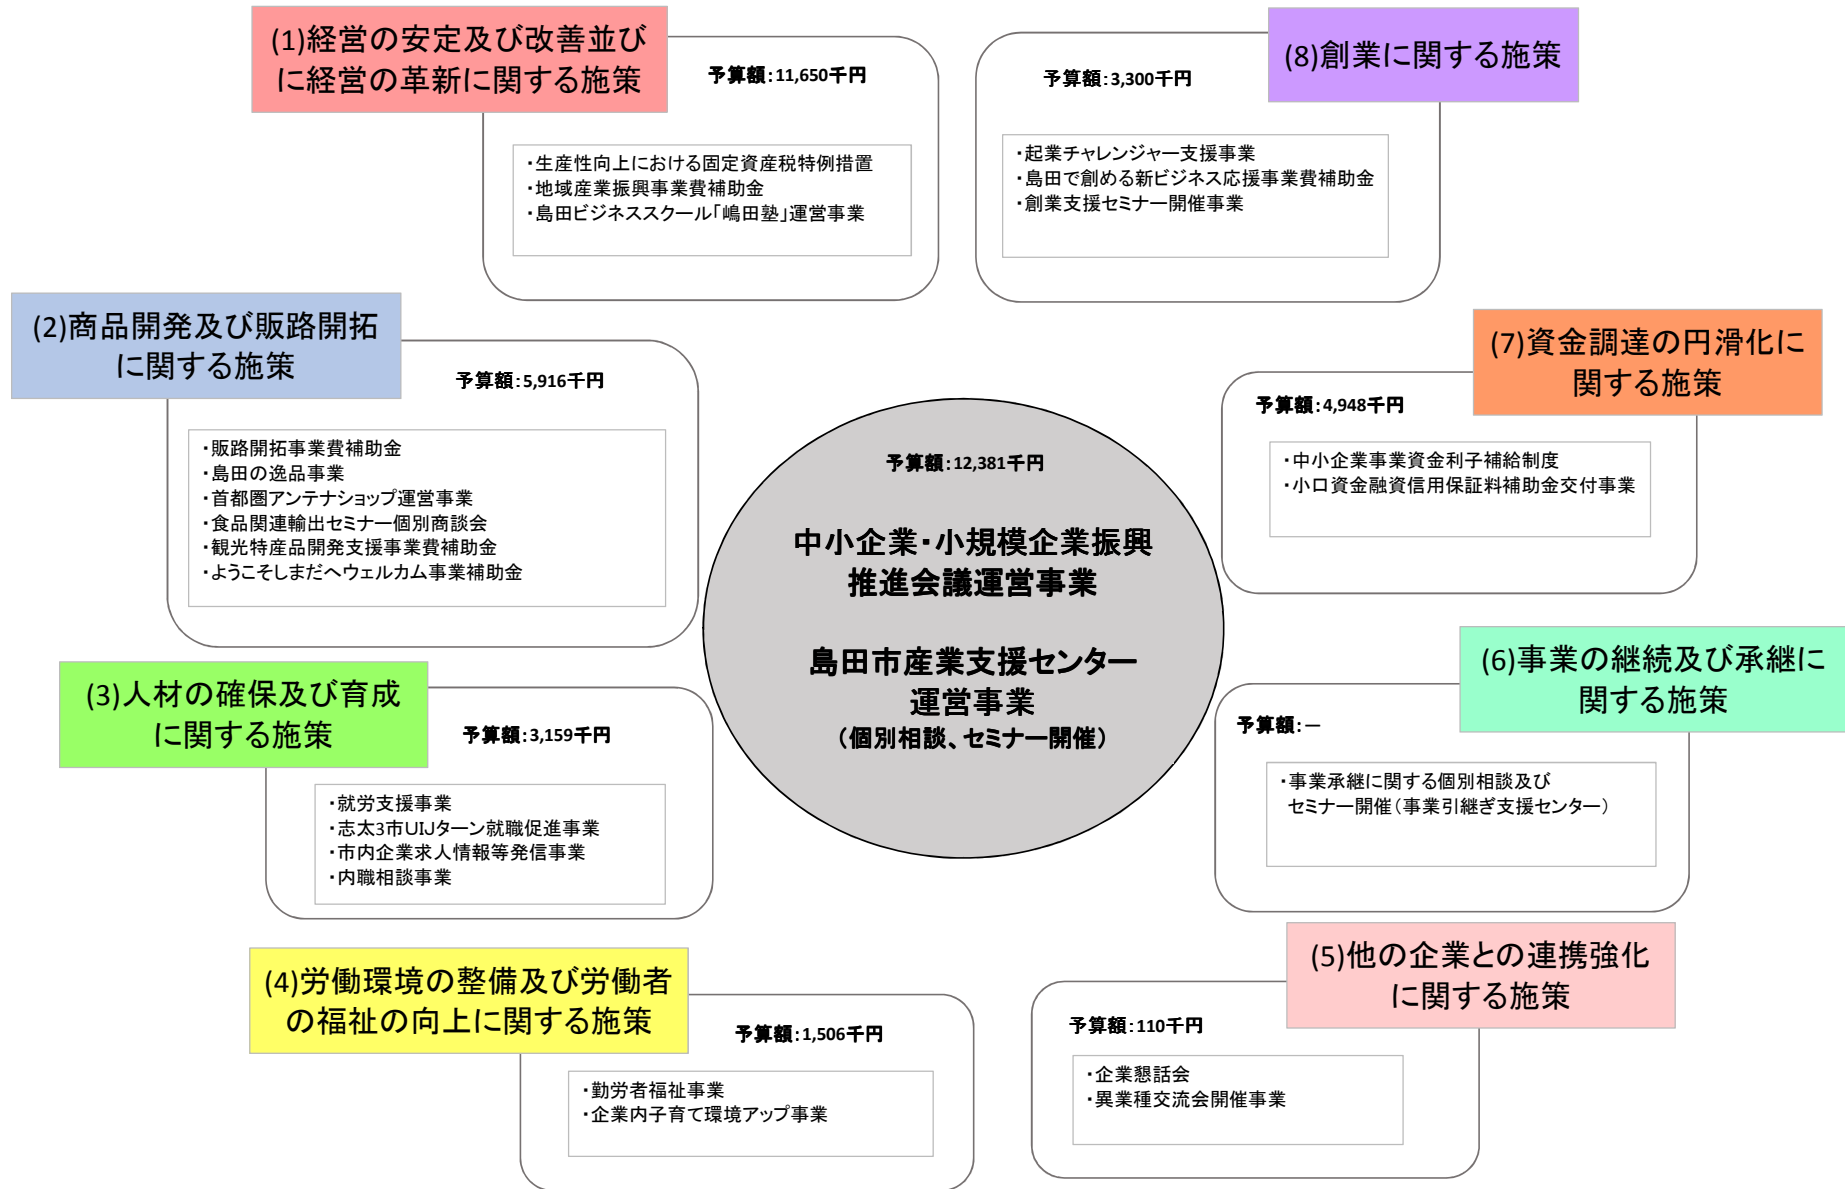 (1)経営の安定及び改善並び
に経営の革新に関する施策
予算額:11,650千円
・生産性向上における固定資産税特例措置
・地域産業振興事業費補助金
・島田ビジネススクール「嶋田塾」運営事業
(8)創業に関する施策
予算額:3,300千円
・起業チャレンジャー支援事業
・島田で創める新ビジネス応援事業費補助金
・創業支援セミナー開催事業
(2)商品開発及び販路開拓
に関する施策
予算額:5,916千円
・販路開拓事業費補助金
・島田の逸品事業
・首都圏アンテナショップ運営事業
・食品関連輸出セミナー個別商談会
・観光特産品開発支援事業費補助金
・ようこそしまだへウェルカム事業補助金
(7)資金調達の円滑化に
関する施策
予算額:4,948千円
・中小企業事業資金利子補給制度
・小口資金融資信用保証料補助金交付事業
予算額:12,381千円
中小企業・小規模企業振興
推進会議運営事業
島田市産業支援センター
運営事業
（個別相談、セミナー開催）
(3)人材の確保及び育成
に関する施策
予算額:3,159千円
・就労支援事業
・志太3市UIJターン就職促進事業
・市内企業求人情報等発信事業
・内職相談事業
(6)事業の継続及び承継に
関する施策
予算額:―
・事業承継に関する個別相談及び
セミナー開催（事業引継ぎ支援センター）
(4)労働環境の整備及び労働者
の福祉の向上に関する施策
予算額:1,506千円
・勤労者福祉事業
・企業内子育て環境アップ事業
(5)他の企業との連携強化
に関する施策
予算額:110千円
・企業懇話会
・異業種交流会開催事業